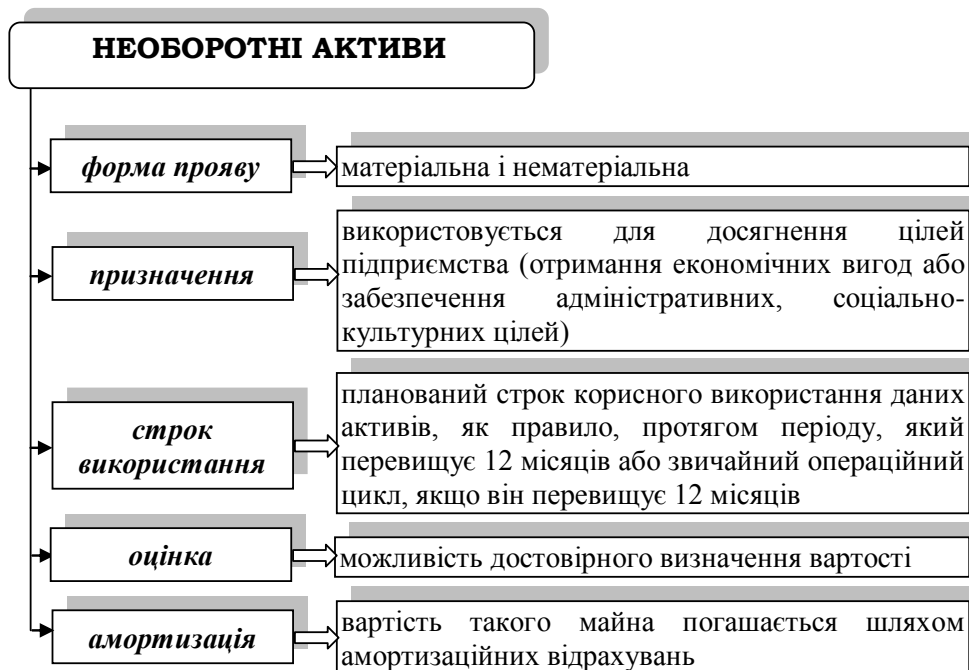 НЕОБОРОТНІ АКТИВИ
форма прояву
матеріальна і нематеріальна
призначення
використовується для досягнення цілей
підприємства (отримання економічних вигод або
забезпечення адміністративних, соціально-
культурних цілей)
строк
використання
планований строк корисного використання даних
активів, як правило, протягом періоду, який
перевищує 12 місяців або звичайний операційний
цикл, якщо він перевищує 12 місяців
оцінка
можливість достовірного визначення вартості
амортизація
вартість такого майна погашається шляхом
амортизаційних відрахувань